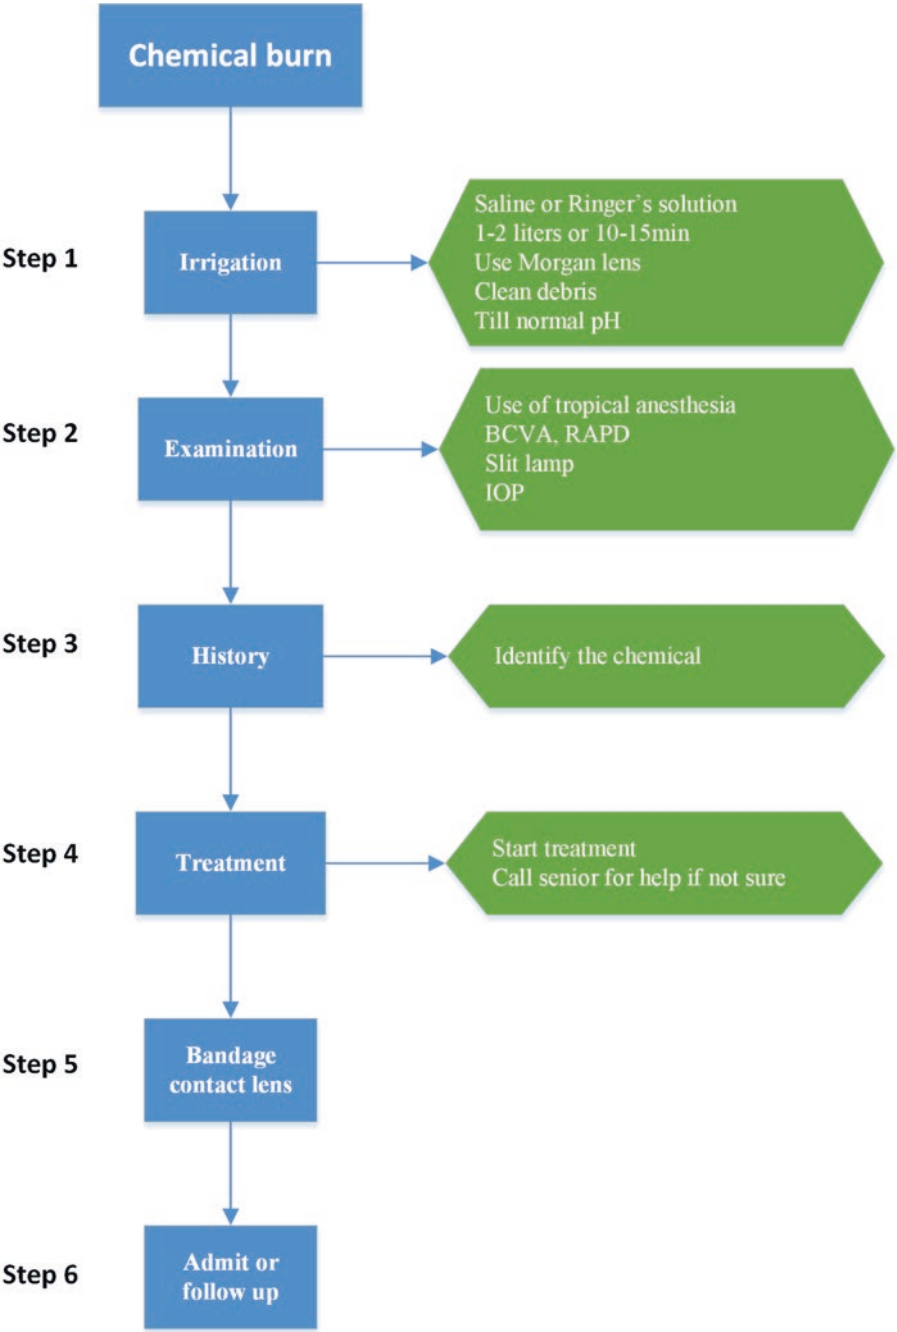 Chemical burn
Step 1
Irrigation
Saline or Ringer's solution
1-2 liters or 10-15min
Use Morgan lens
Clean debris
Till normal pH
Step 2
Examination
Use of tropical anesthesia
BCVA, RAPD
Slit lamp
IOP
Step 3
History
Identify the chemical
Step 4
Treatment
Start treatment
Call senior for help if not sure
Step 5
Bandage
contact lens
Step 6
Admit or
follow up